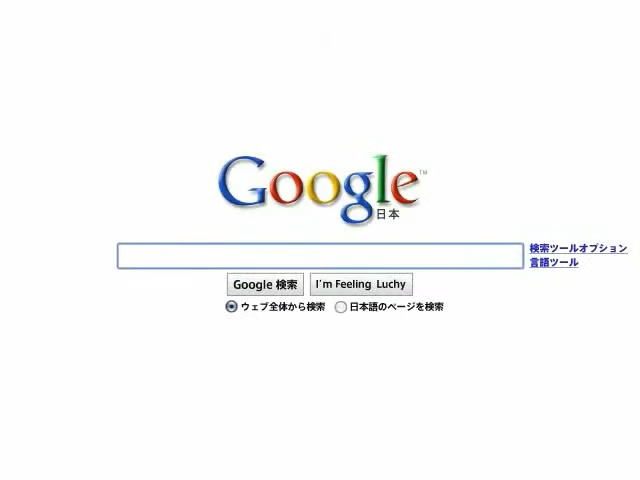 Google™
日本
検索ツールオプション
言語ツール
Google 検索 I'm Feeling Luchy
ウェブ全体から検索 日本語のページを検索